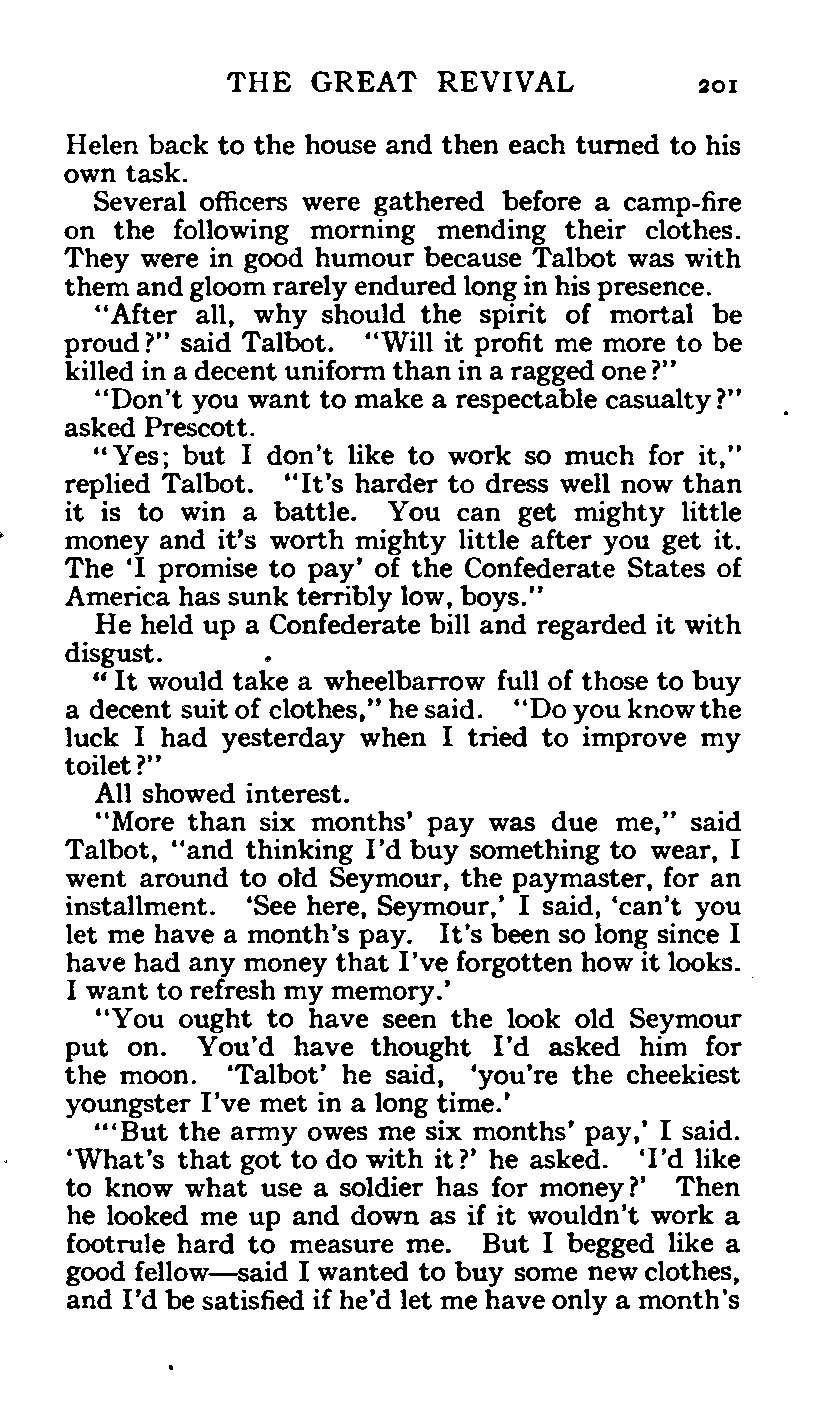 THE GREAT REVIVAL 201
Helen back to the house and then each turned to his
own task.
Several officers were gathered before a camp-fire
on the following morning mending their clothes.
They were in good humour because Talbot was with
them and gloom rarely endured long in his presence.
"After all, why should the spirit of mortal be
proud?" said Talbot. "Will it profit me more to be
killed in a decent uniform than in a ragged one?"
"Don't you want to make a respectable casualty?"
asked Prescott.
"Yes; but I don't like to work so much for it,"
replied Talbot. "It's harder to dress well now than
it is to win a battle. You can get mighty little
money and it's worth mighty little after you get it.
The 'I promise to pay' of the Confederate States of
America has sunk terribly low, boys."
He held up a Confederate bill and regarded it with
disgust.
"It would take a wheelbarrow full of those to buy
a decent suit of clothes," he said. "Do you know the
luck I had yesterday when I tried to improve my
toilet?"
All showed interest.
"More than six months' pay was due me," said
Talbot, "and thinking I'd buy something to wear, I
went around to old Seymour, the paymaster, for an
installment. 'See here, Seymour,' I said, 'can't you
let me have a month's pay. It's been so long since I
have had any money that I've forgotten how it looks.
I want to refresh my memory.'
"You ought to have seen the look old Seymour
put on. You'd have thought I'd asked him for
the moon. 'Talbot' he said, 'you're the cheekiest
youngster I've met in a long time.'
"'But the army owes me six months' pay,' I said.
'What's that got to do with it?' he asked. 'I'd like
to know what use a soldier has for money?' Then
he looked me up and down as if it wouldn't work a
footrule hard to measure me. But I begged like a
good fellow—said I wanted to buy some new clothes,
and I'd be satisfied if he'd let me have only a month's